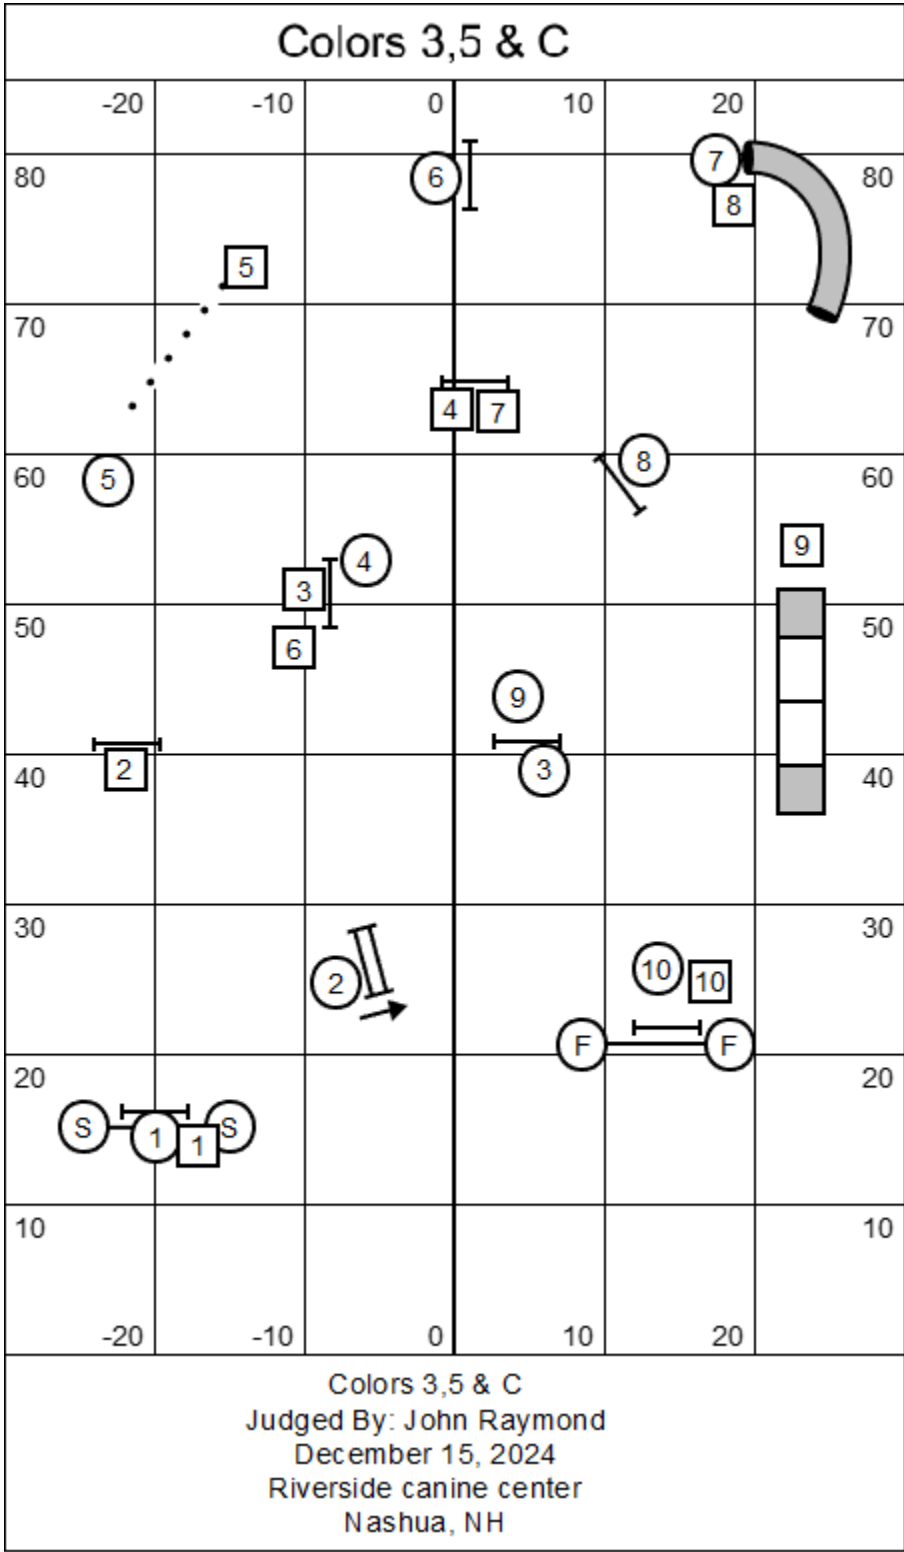 Colors 3,5 & C
-20 -10 0 10 20
80 6 7 80
8
5
70 70
4 7
60 5 8 60
9
3 4
50 50
6
9
2 3
40 40
30 30
2 10 10
F F
20 20
S 1 1 S
10 10
-20 -10 0 10 20
Colors 3,5 & C
Judged By: John Raymond
December 15, 2024
Riverside canine center
Nashua, NH